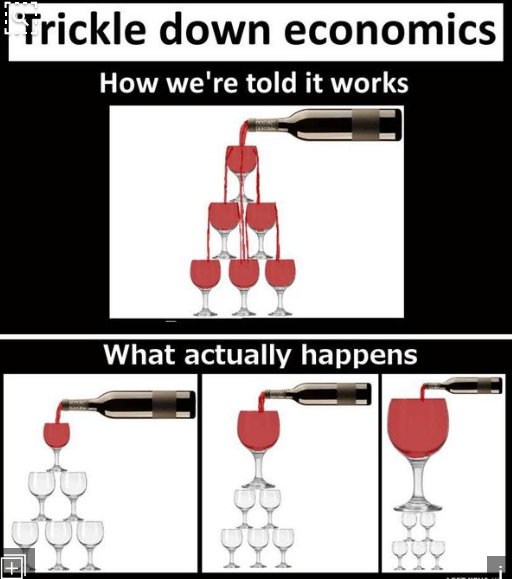 Trickle down economics
How we're told it works
What actually happens